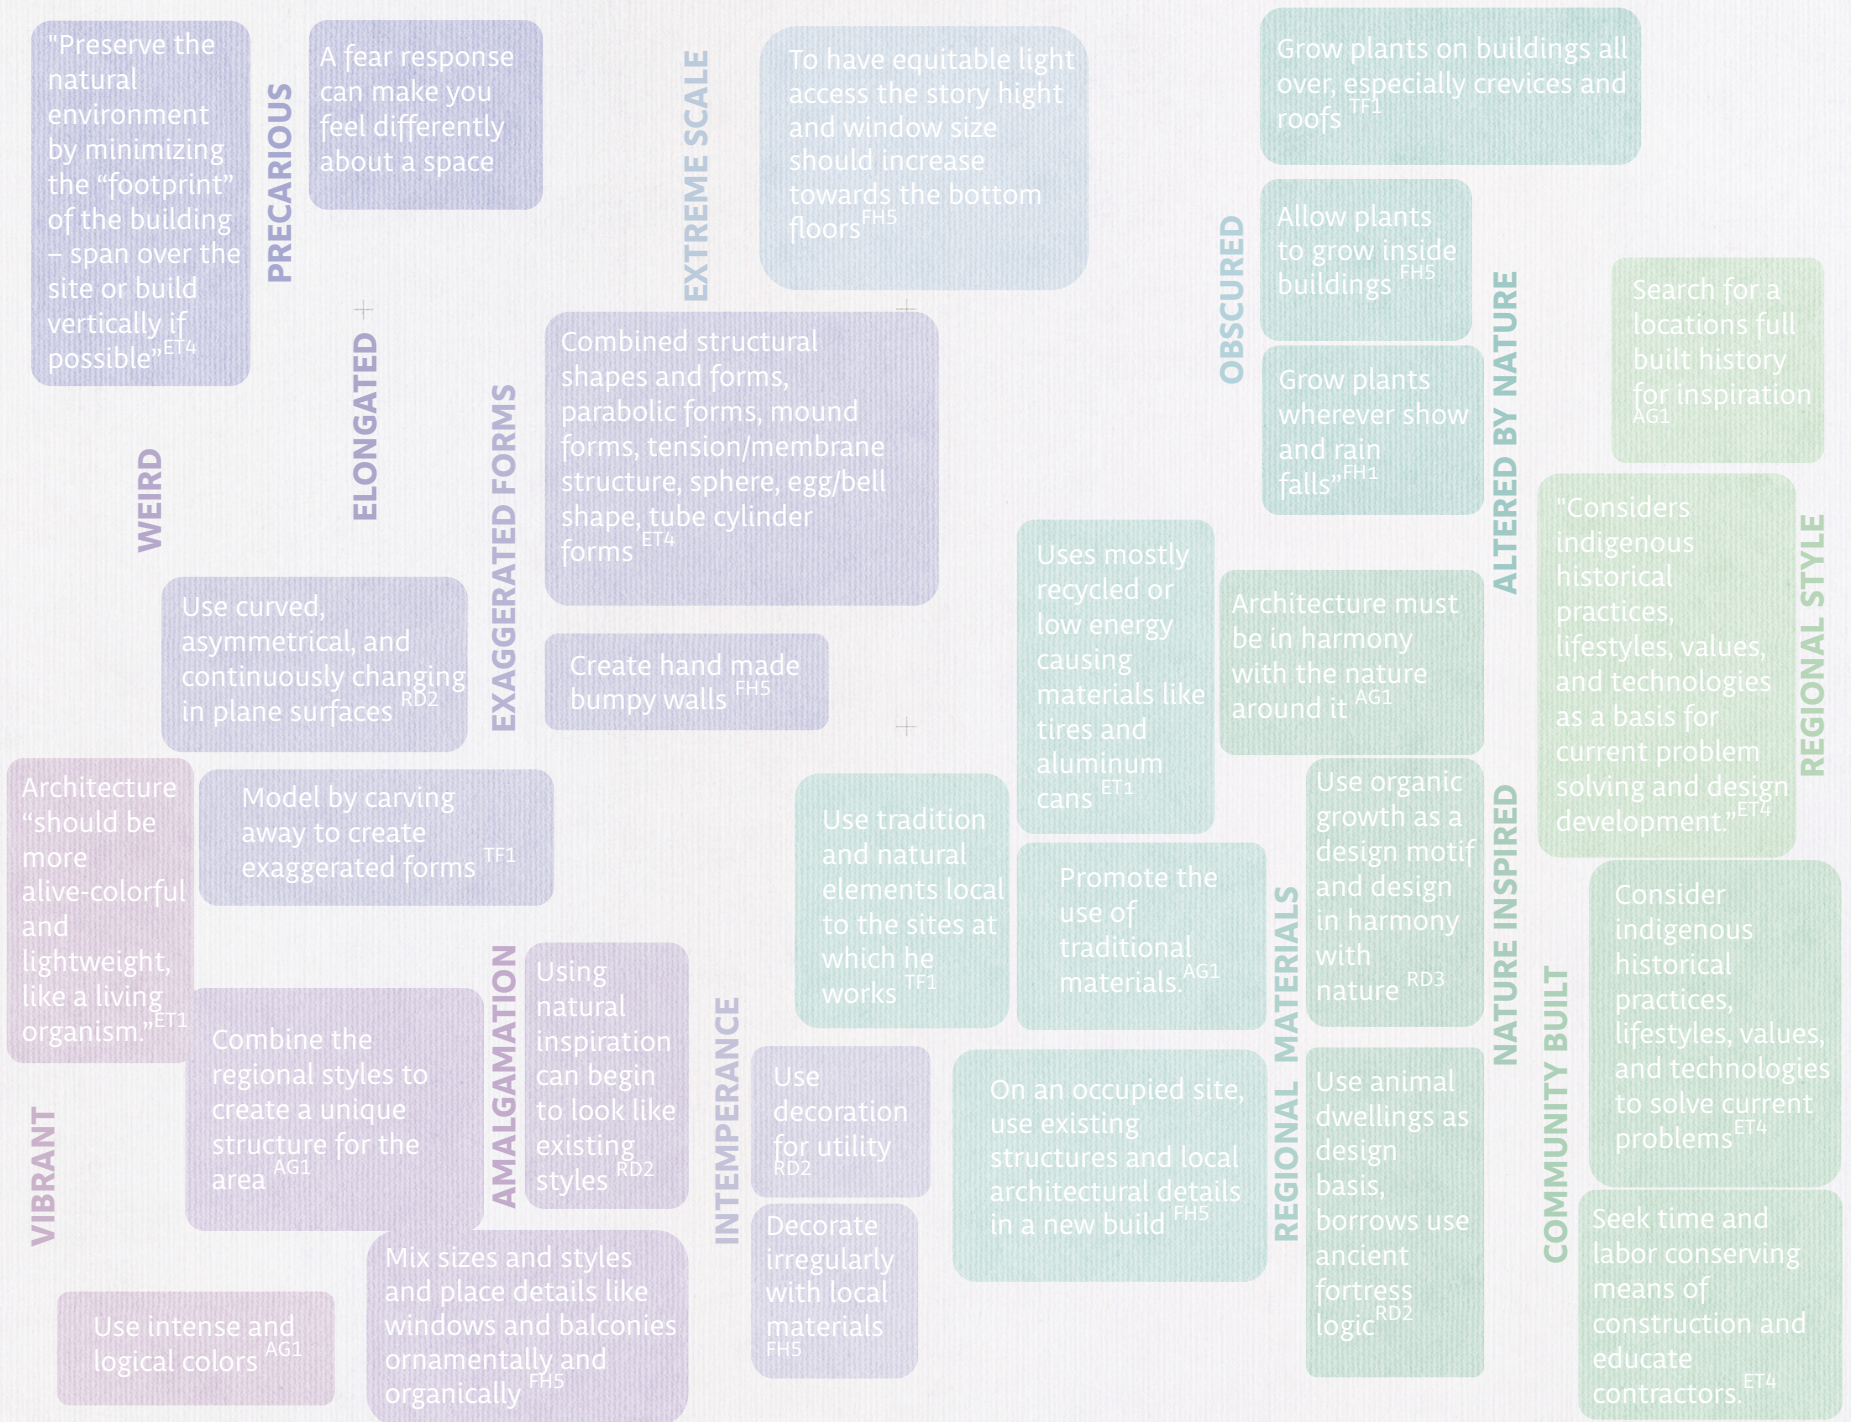 "Preserve the
natural
environment
by minimizing
the “footprint”
of the building
– span over the
site or build
vertically if
possible” ET4
PRECARIOUS
A fear response
can make you
feel differently
about a space
EXTREME SCALE
To have equitable light
access the story hight
and window size
should increase
towards the bottom
floors FH5
Grow plants on buildings all
over, especially crevices and
roofs TF1
OBSCURED
Allow plants
to grow inside
buildings FH5
Grow plants
wherever show
and rain
falls” FH1
ALTERED BY NATURE
Search for a
locations full
built history
for inspiration
AG1
WEIRD
ELONGATED
EXAGGERATED FORMS
Combined structural
shapes and forms,
parabolic forms, mound
forms, tension/membrane
structure, sphere, egg/bell
shape, tube cylinder
forms ET4
Use curved,
asymmetrical, and
continuously changing
in plane surfaces RD2
Create hand made
bumpy walls FH5
Uses mostly
recycled or
low energy
causing
materials like
tires and
aluminum
cans ET1
Architecture must
be in harmony
with the nature
around it AG1
"Considers
indigenous
historical
practices,
lifestyles, values,
and technologies
as a basis for
current problem
solving and design
development.” ET4
REGIONAL STYLE
Architecture
“should be
more
alive-colorful
and
lightweight,
like a living
organism.” ET1
Model by carving
away to create
exaggerated forms TF1
Use tradition
and natural
elements local
to the sites at
which he
works TF1
Promote the
use of
traditional
materials. AG1
REGIONAL MATERIALS
Use organic
growth as a
design motif
and design
in harmony
with
nature RD3
NATURE INSPIRED
Consider
indigenous
historical
practices,
lifestyles, values,
and technologies
to solve current
problems ET4
COMMUNITY BUILT
VIBRANT
Combine the
regional styles to
create a unique
structure for the
area AG1
AMALGAMATION
Using
natural
inspiration
can begin
to look like
existing
styles RD2
INTEMPERANCE
Use
decoration
for utility
RD2
On an occupied site,
use existing
structures and local
architectural details
in a new build FH5
Use animal
dwellings as
design
basis,
borrows use
ancient
fortress
logic RD2
Seek time and
labor conserving
means of
construction and
educate
contractors. ET4
Use intense and
logical colors AG1
Mix sizes and styles
and place details like
windows and balconies
ornamentally and
organically FH5
Decorate
irregularly
with local
materials
FH5